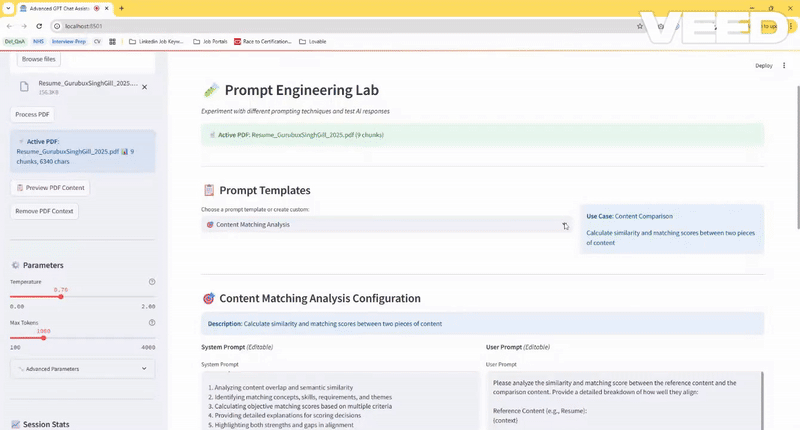 Advanced GPT Chat Assist
localhost:8501
Del_QnA
NHS
Interview Prep
CV
LinkedIn Job Keyw...
Job Portals
Race to Certification...
Lovable
VEED
Deploy
Browse files
Resume_GurubuxSinghGill_2025....
156.3KB
Process PDF
Active PDF:
Resume_GurubuxSinghGill_2025.pdf 9
chunks, 6340 chars
Preview PDF Content
Remove PDF Context
Parameters
Temperature
0.70
0.00 2.00
Max Tokens
1000
100 4000
Advanced Parameters
Session Stats
Prompt Engineering Lab
Experiment with different prompting techniques and test AI responses
Active PDF: Resume_GurubuxSinghGill_2025.pdf (9 chunks)
Prompt Templates
Choose a prompt template or create custom:
Content Matching Analysis
Use Case: Content Comparison
Calculate similarity and matching scores between two pieces
of content
Content Matching Analysis Configuration
Description: Calculate similarity and matching scores between two pieces of content
System Prompt (Editable)
System Prompt
1. Analyzing content overlap and semantic similarity
2. Identifying matching concepts, skills, requirements, and themes
3. Calculating objective matching scores based on multiple criteria
4. Providing detailed explanations for scoring decisions
5. Highlighting both strengths and gaps in alignment
User Prompt (Editable)
User Prompt
Please analyze the similarity and matching score between the reference content and the
comparison content. Provide a detailed breakdown of how well they align:
Reference Content (e.g., Resume):
{context}